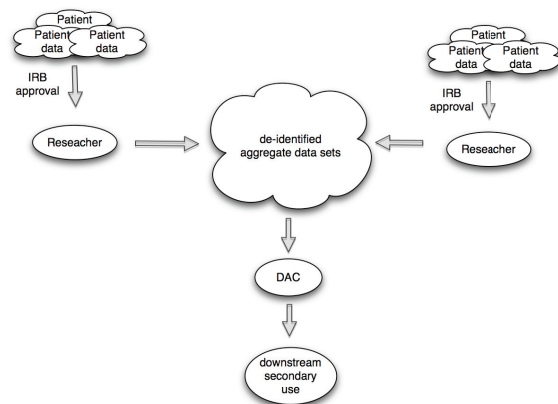 Patient
Patient
data
Patient
data
IRB
approval
Reseacher
Patient
Patient
data
Patient
data
IRB
approval
Reseacher
de-identified
aggregate data sets
DAC
downstream
secondary
use